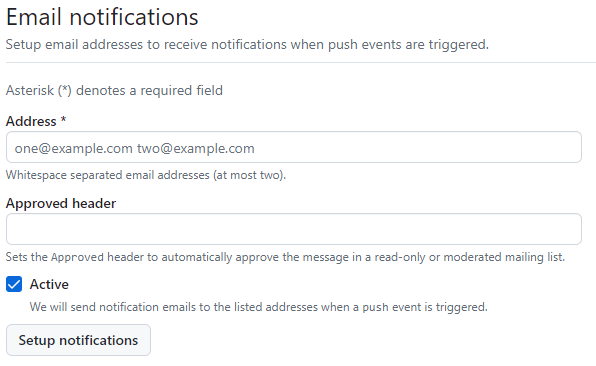 Email notifications
Setup email addresses to receive notifications when push events are triggered.
Asterisk (*) denotes a required field
Address *
one@example.com two@example.com
Whitespace separated email addresses (at most two).
Approved header
Sets the Approved header to automatically approve the message in a read-only or moderated mailing list.
Active
We will send notification emails to the listed addresses when a push event is triggered.
Setup notifications